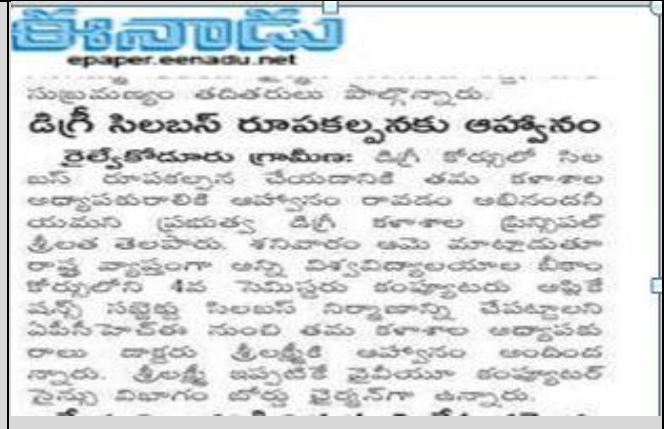 ఈనాడు
epaper.eenadu.net
సుబ్రమణ్యం తదితరులు పాల్గొన్నారు.
డిగ్రీ సిలబస్ రూపకల్పనకు ఆహ్వానం
రైల్వేకోడూరు గ్రామీణ: డిగ్రీ కోర్సులో సిల
బస్ రూపకల్పన చేయడానికి తమ కళాశాల
అధ్యాపకురాలికి ఆహ్వానం రావడం అభినందనీ
యమని ప్రభుత్వ డిగ్రీ కళాశాల ప్రిన్సిపల్
శ్రీలత తెలిపారు. శనివారం ఆమె మాట్లాడుతూ
రాష్ట్ర వ్యాప్తంగా అన్ని విశ్వవిద్యాలయాల బీకాం
కోర్సులోని 4వ సెమిస్టరు కంప్యూటరు అప్లికే
షన్స్ సబ్జెక్టు సిలబస్ నిర్మాణాన్ని చేపట్టాలని
ఏపీసీహెచ్ఈ నుంచి తమ కళాశాల అధ్యాపకు
రాలు డాక్టరు శ్రీలక్ష్మికి ఆహ్వానం అందింద
న్నారు. శ్రీలక్ష్మీ ఇప్పటికే వైవీయూ కంప్యూటర్
సైన్సు విభాగం బోర్డు ఛైర్మన్‌గా ఉన్నారు.